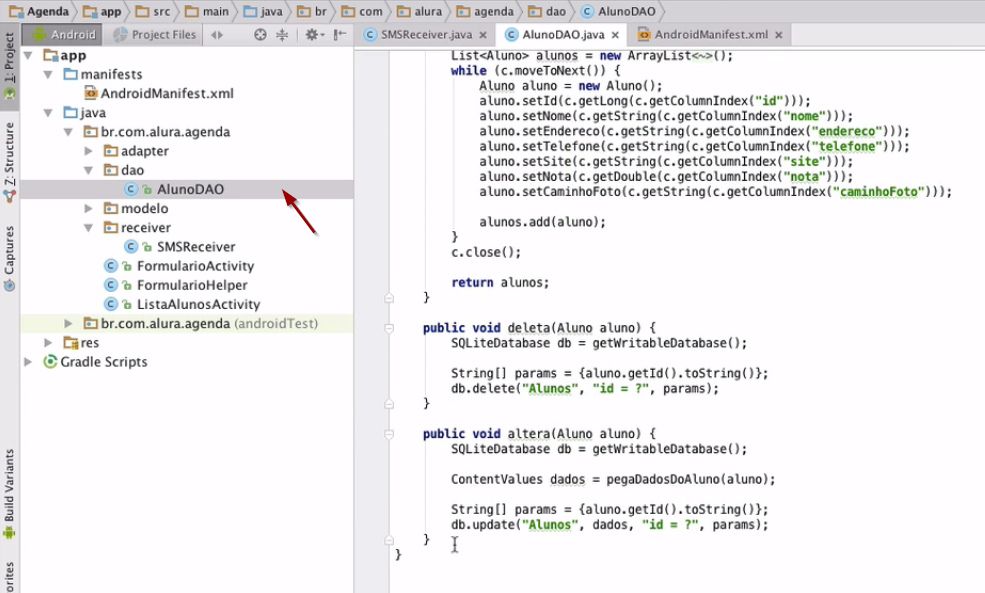 Agenda app src main java br com alura agenda dao AlunoDAO
Android Project Files SMSReceiver.java AlunoDAO.java AndroidManifest.xml
1: Project
Z: Structure
Captures
Build Variants
app
manifests
AndroidManifest.xml
java
br.com.alura.agenda
adapter
dao
AlunoDAO
modelo
receiver
SMSReceiver
FormularioActivity
FormularioHelper
ListaAlunosActivity
br.com.alura.agenda (androidTest)
res
Gradle Scripts
List<Aluno> alunos = new ArrayList<~>();
while (c.moveToNext()) {
Aluno aluno = new Aluno();
aluno.setId(c.getLong(c.getColumnIndex("id")));
aluno.setNome(c.getString(c.getColumnIndex("nome")));
aluno.setEndereco(c.getString(c.getColumnIndex("endereco")));
aluno.setTelefone(c.getString(c.getColumnIndex("telefone")));
aluno.setSite(c.getString(c.getColumnIndex("site")));
aluno.setNota(c.getDouble(c.getColumnIndex("nota")));
aluno.setCaminhoFoto(c.getString(c.getColumnIndex("caminhoFoto")));
alunos.add(aluno);
}
c.close();
return alunos;
}
public void deleta(Aluno aluno) {
SQLiteDatabase db = getWritableDatabase();
String[] params = {aluno.getId().toString()};
db.delete("Alunos", "id = ?", params);
}
public void altera(Aluno aluno) {
SQLiteDatabase db = getWritableDatabase();
ContentValues dados = pegaDadosDoAluno(aluno);
String[] params = {aluno.getId().toString()};
db.update("Alunos", dados, "id = ?", params);
}
}